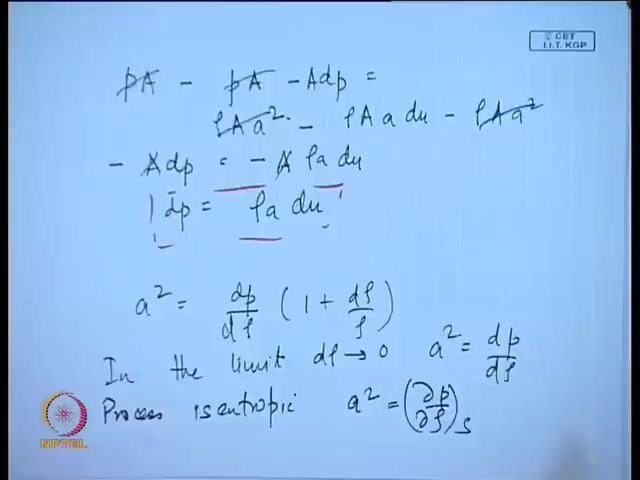 © CET
I.I.T. KGP
pA - pA - Adp =
ρAa² - ρAa du - ρAa²
- Adp = - A ρa du
dp = ρa du
a² = dp/dρ (1 + dρ/ρ)
In the limit dρ → 0 a² = dp/dρ
Process isentropic a² = (∂p/∂ρ)s
NPTEL